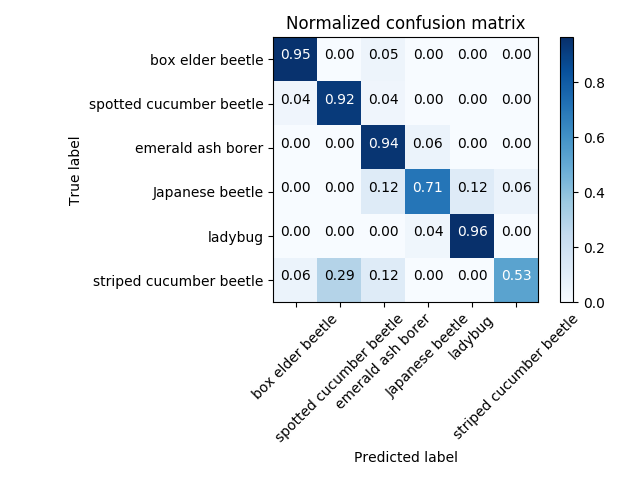 Normalized confusion matrix
box elder beetle 0.95 0.00 0.05 0.00 0.00 0.00
spotted cucumber beetle 0.04 0.92 0.04 0.00 0.00 0.00
emerald ash borer 0.00 0.00 0.94 0.06 0.00 0.00
Japanese beetle 0.00 0.00 0.12 0.71 0.12 0.06
ladybug 0.00 0.00 0.00 0.04 0.96 0.00
striped cucumber beetle 0.06 0.29 0.12 0.00 0.00 0.53
True label
box elder beetle
spotted cucumber beetle
emerald ash borer
Japanese beetle
ladybug
striped cucumber beetle
Predicted label
0.8
0.6
0.4
0.2
0.0